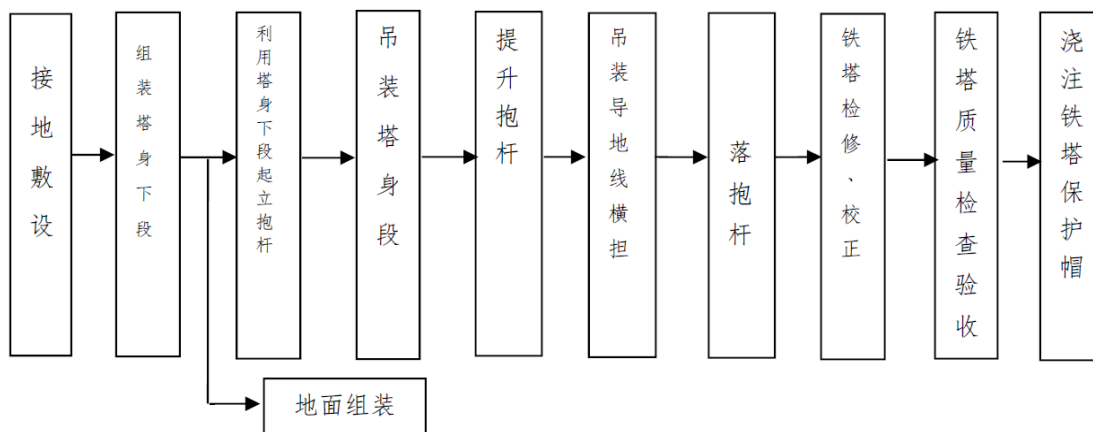 接地敷设
组装塔身下段
利用塔身下段起立抱杆
吊装塔身段
提升抱杆
吊装导地线横担
落抱杆
铁塔检修、校正
铁塔质量检查验收
浇注铁塔保护帽
地面组装